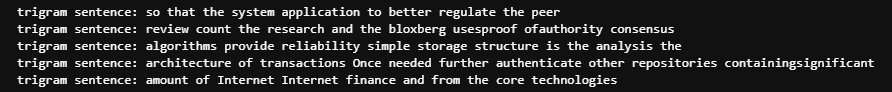 trigram sentence: so that the system application to better regulate the peer
trigram sentence: review count the research and the bloxberg usesproof ofauthority consensus
trigram sentence: algorithms provide reliability simple storage structure is the analysis the
trigram sentence: architecture of transactions Once needed further authenticate other repositories containingsignificant
trigram sentence: amount of Internet Internet finance and from the core technologies